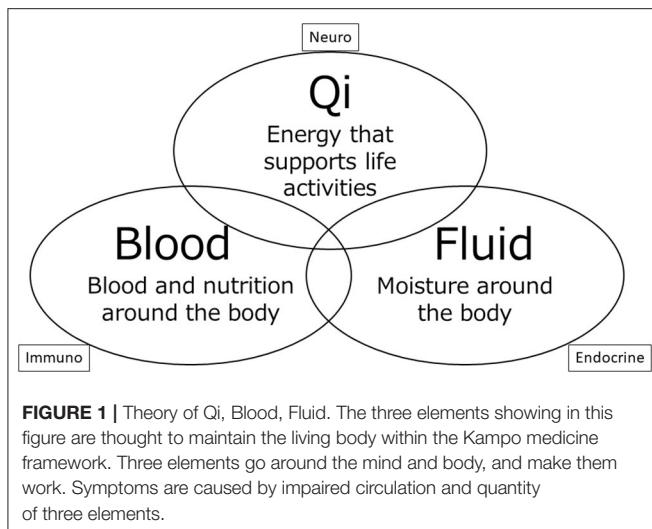 Neuro
Qi
Energy that
supports life
activities
Blood
Blood and nutrition
around the body
Fluid
Moisture around
the body
Immuno
Endocrine
FIGURE 1 | Theory of Qi, Blood, Fluid. The three elements showing in this
figure are thought to maintain the living body within the Kampo medicine
framework. Three elements go around the mind and body, and make them
work. Symptoms are caused by impaired circulation and quantity
of three elements.